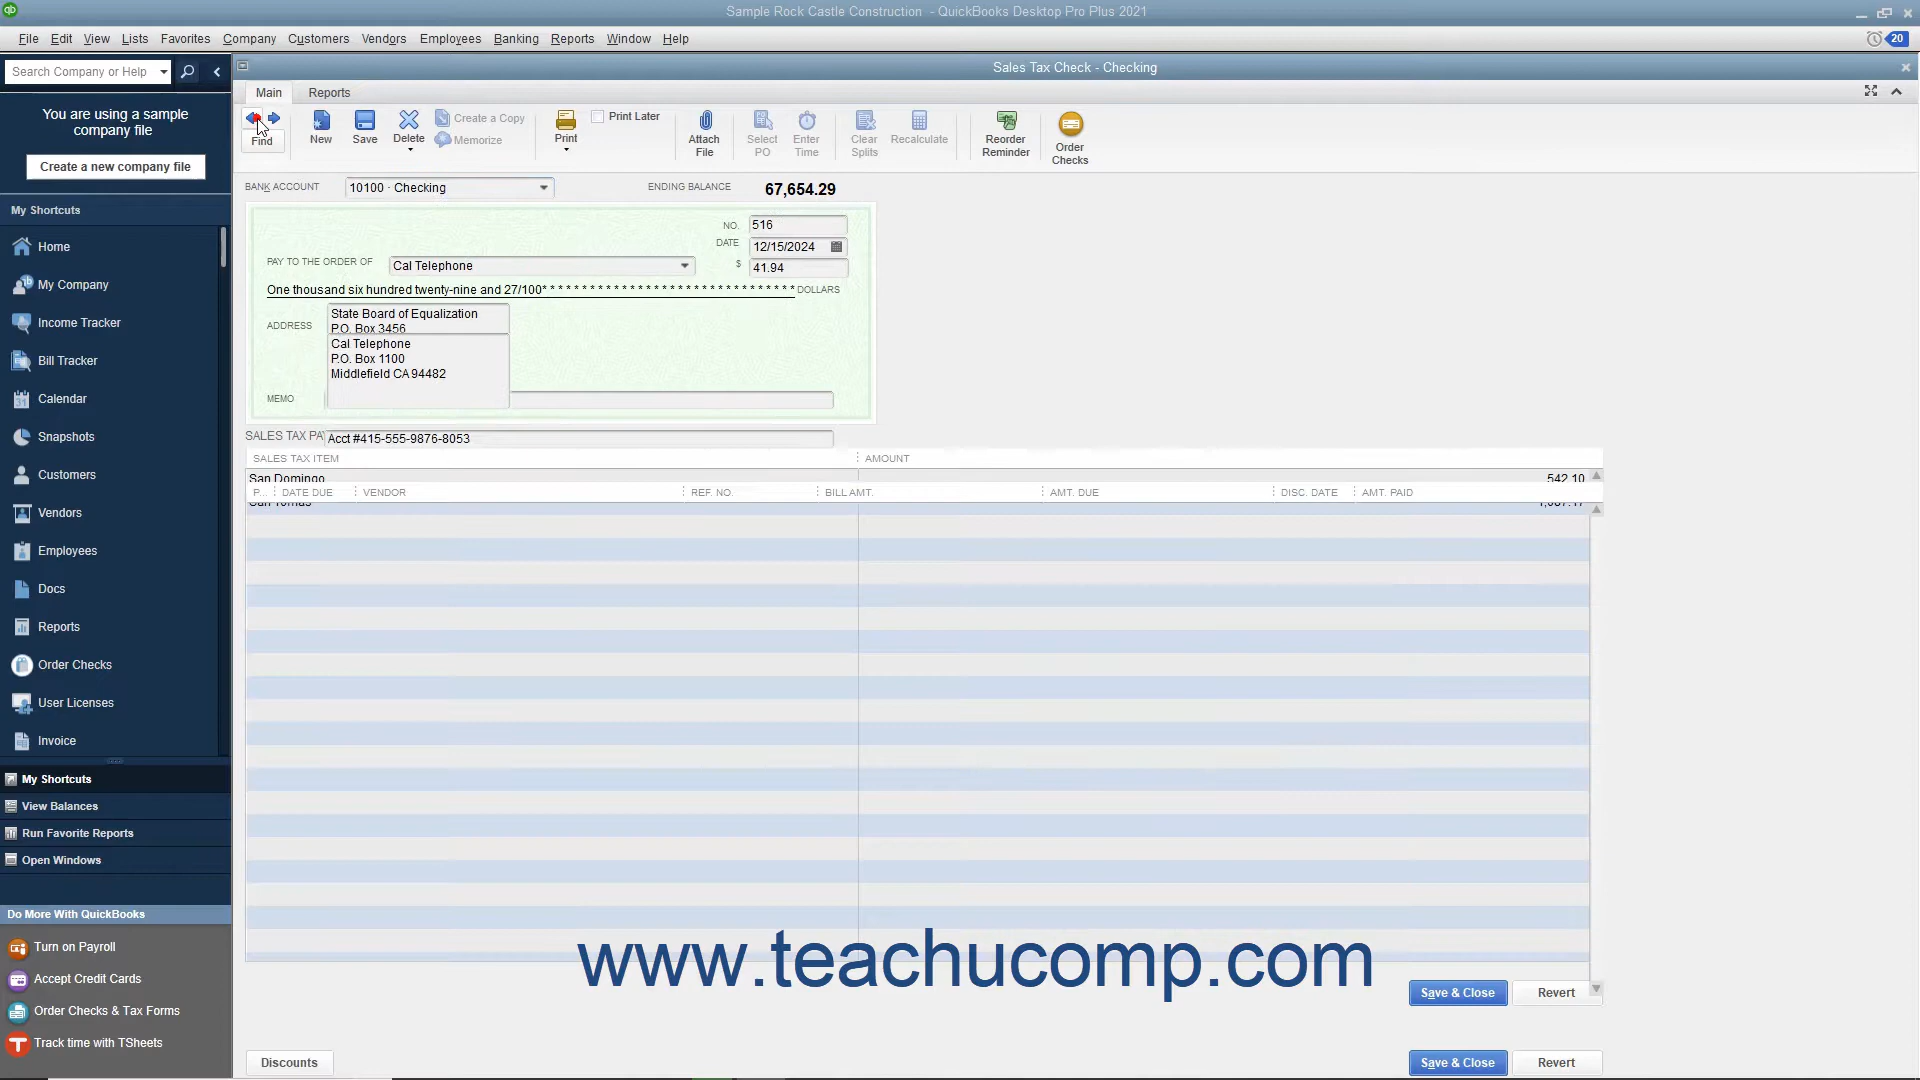 Sample Rock Castle Construction - QuickBooks Desktop Pro Plus 2021
File Edit View Lists Favorites Company Customers Vendors Employees Banking Reports Window Help
20
Search Company or Help
Sales Tax Check - Checking
You are using a sample
company file
Create a new company file
My Shortcuts
Home
My Company
Income Tracker
Bill Tracker
Calendar
Snapshots
Customers
Vendors
Employees
Docs
Reports
Order Checks
User Licenses
Invoice
My Shortcuts
View Balances
Run Favorite Reports
Open Windows
Do More With QuickBooks
Turn on Payroll
Accept Credit Cards
Order Checks & Tax Forms
Track time with TSheets
Main Reports
Find
New
Save
Delete
Create a Copy
Memorize
Print
Print Later
Attach
File
Select
PO
Enter
Time
Clear
Splits
Recalculate
Reorder
Reminder
Order
Checks
BANK ACCOUNT 10100 · Checking ENDING BALANCE 67,654.29
NO. 516
DATE 12/15/2024
PAY TO THE ORDER OF Cal Telephone $ 41.94
One thousand six hundred twenty-nine and 27/100* * * * * * * * * * * * * * * * * * * * * * * * * * * * * * * DOLLARS
ADDRESS
State Board of Equalization
P.O. Box 3456
Cal Telephone
P.O. Box 1100
Middlefield CA 94482
MEMO
SALES TAX PA Acct #415-555-9876-8053
SALES TAX ITEM AMOUNT
San Domingo 542.10
P... DATE DUE VENDOR REF. NO. BILL AMT. AMT. DUE DISC. DATE AMT. PAID
San Tomas
www.teachucomp.com
Save & Close Revert
Discounts Save & Close Revert